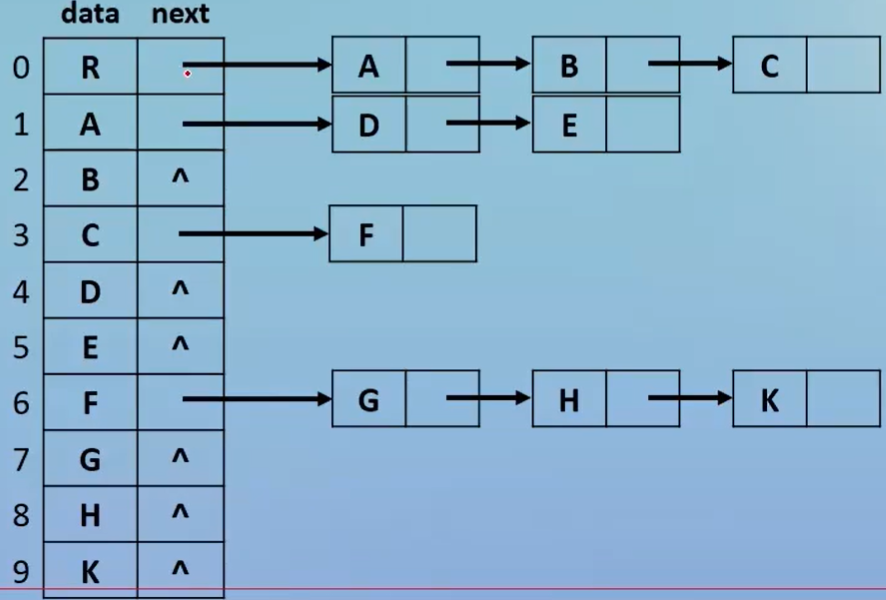 data next
0 R A B C
1 A D E
2 B ^
3 C F
4 D ^
5 E ^
6 F G H K
7 G ^
8 H ^
9 K ^